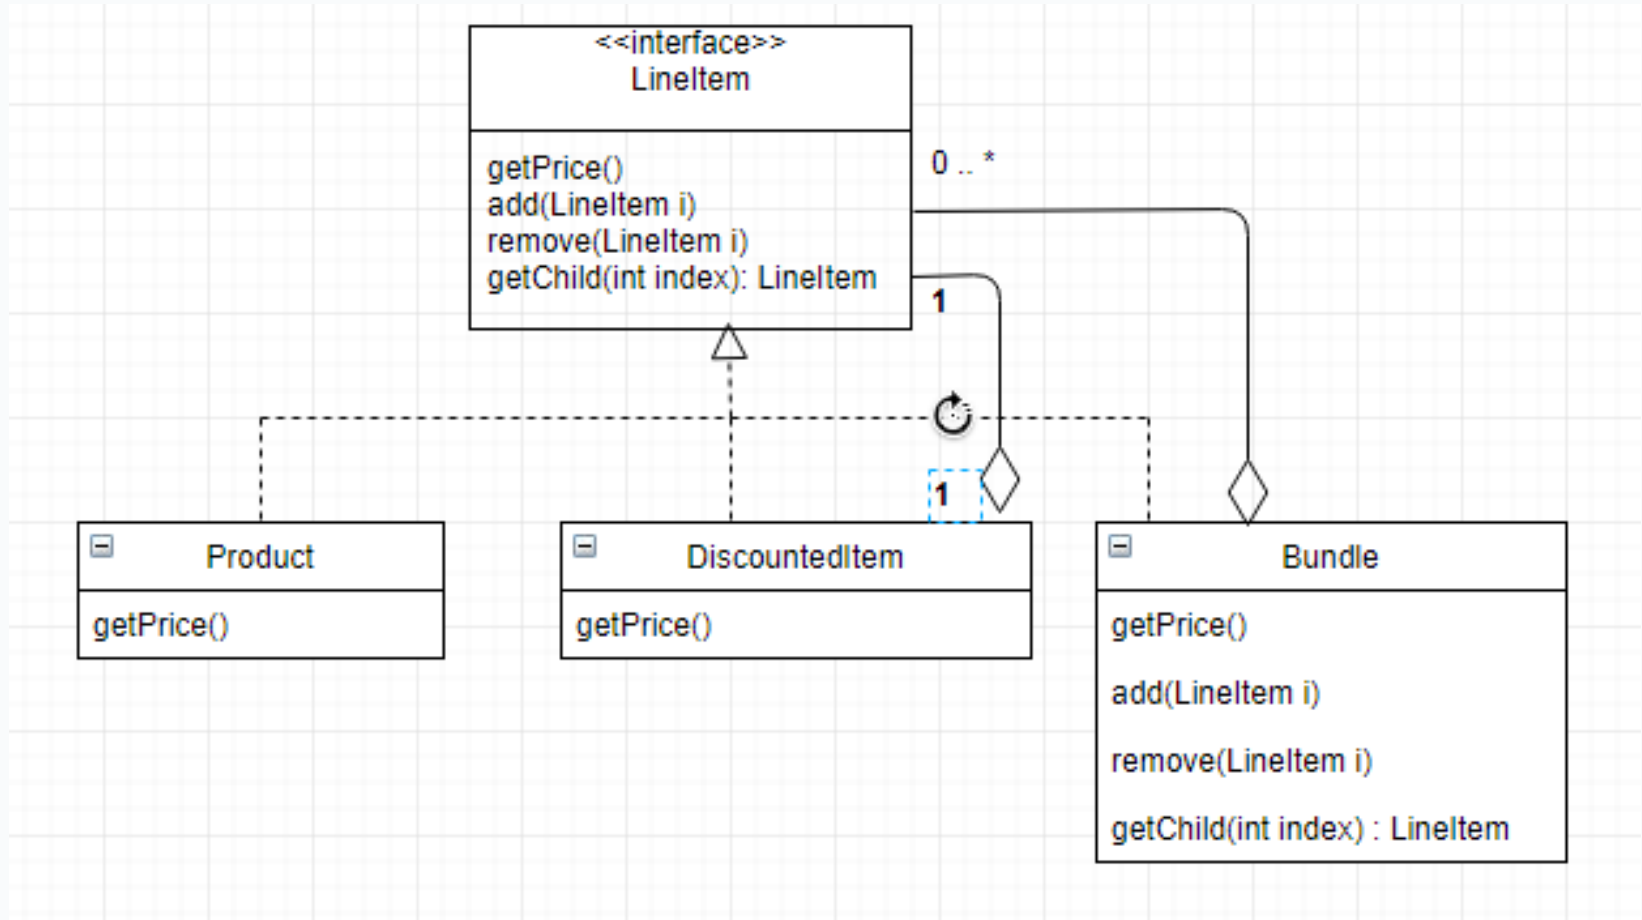 <<interface>>
LineItem
getPrice()
add(LineItem i)
remove(LineItem i)
getChild(int index): LineItem
0 .. *
1
1
Product
getPrice()
DiscountedItem
getPrice()
Bundle
getPrice()
add(LineItem i)
remove(LineItem i)
getChild(int index) : LineItem